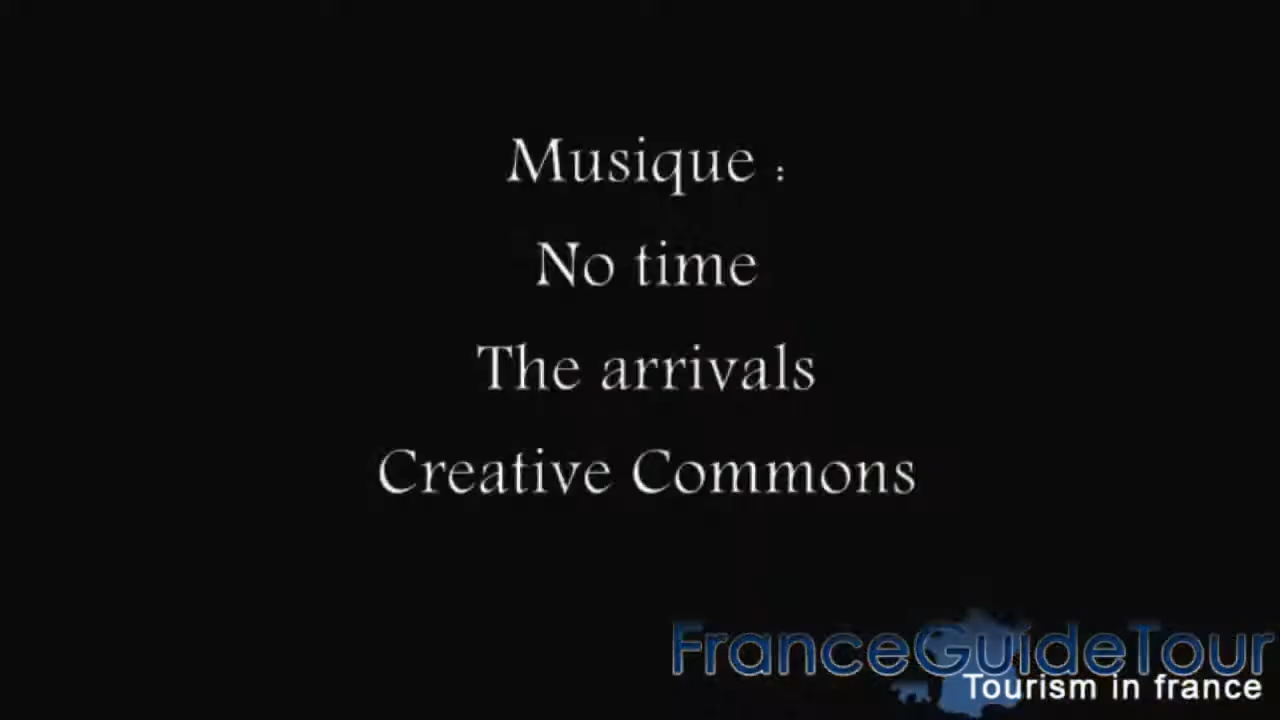 Musique :
No time
The arrivals
Creative Commons
FranceGuideTour
Tourism in france